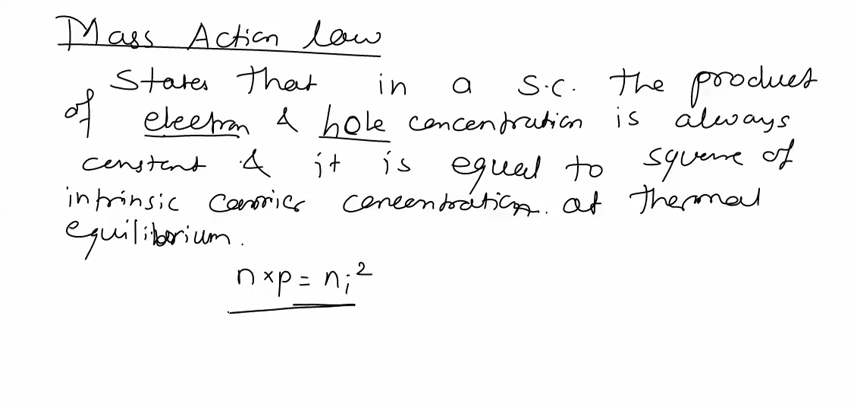 Mass Action law
States that in a s.c. the product
of electron & hole concentration is always
constant & it is equal to square of
intrinsic carrier concentration. at thermal
equilibrium.
n × p = nᵢ²